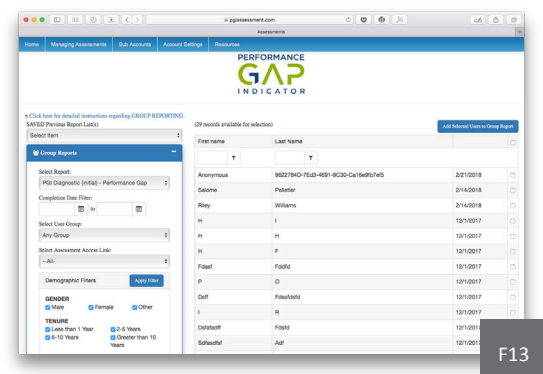 pgiassessment.com
Assessments
Home Managing Assessments Sub Accounts Account Settings Resources
PERFORMANCE
GAP
INDICATOR
Click here for detailed instructions regarding GROUP REPORTING.
SAVED Previous Report List(s)
Select Item
Group Reports
Select Report:
PGI Diagnostic (Initial) - Performance Gap
Completion Date Filter:
to
Select User Group:
Any Group
Select Assessment Access Link:
--All-
Demographic Filters Apply Filter
GENDER
Male Female Other
TENURE
Less than 1 Year 2-5 Years
6-10 Years Greater than 10 Years
(29 records available for selection) Add Selected Users to Group Report
First name Last Name
Anonymous 9622784D-7Ed3-4691-9C30-Ca16e9fb7ef5 2/21/2018
Salome Pelletier 2/14/2018
Riley Williams 2/14/2018
H I 12/1/2017
H H 12/1/2017
H F 12/1/2017
Fdasf Fddfd 12/1/2017
P O 12/1/2017
Dsff Fdssfdsfd 12/1/2017
I R 12/1/2017
Dsfsfadff Fdsfd 12/1/2017
Sdfasdfsf Adf 12/1/2017
F13